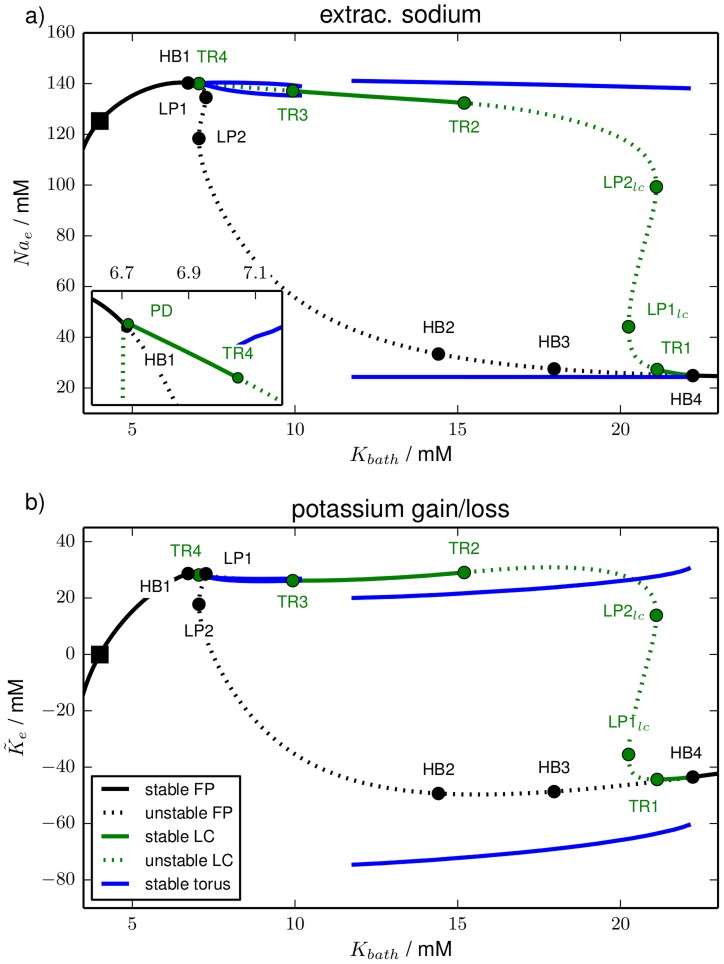 a) extrac. sodium
160
140
120
100
80
60
40
20
Na_e / mM
HB1 TR4
LP1
LP2
TR3
TR2
LP2_lc
LP1_lc
TR1
HB2
HB3
HB4
6.7 6.9 7.1
PD
HB1
TR4
5 10 15 20
K_bath / mM
b) potassium gain/loss
40
20
0
−20
−40
−60
−80
K̃_e / mM
TR4
LP1
HB1
LP2
TR3
TR2
LP2_lc
LP1_lc
HB4
HB2
HB3
TR1
stable FP
unstable FP
stable LC
unstable LC
stable torus
5 10 15 20
K_bath / mM